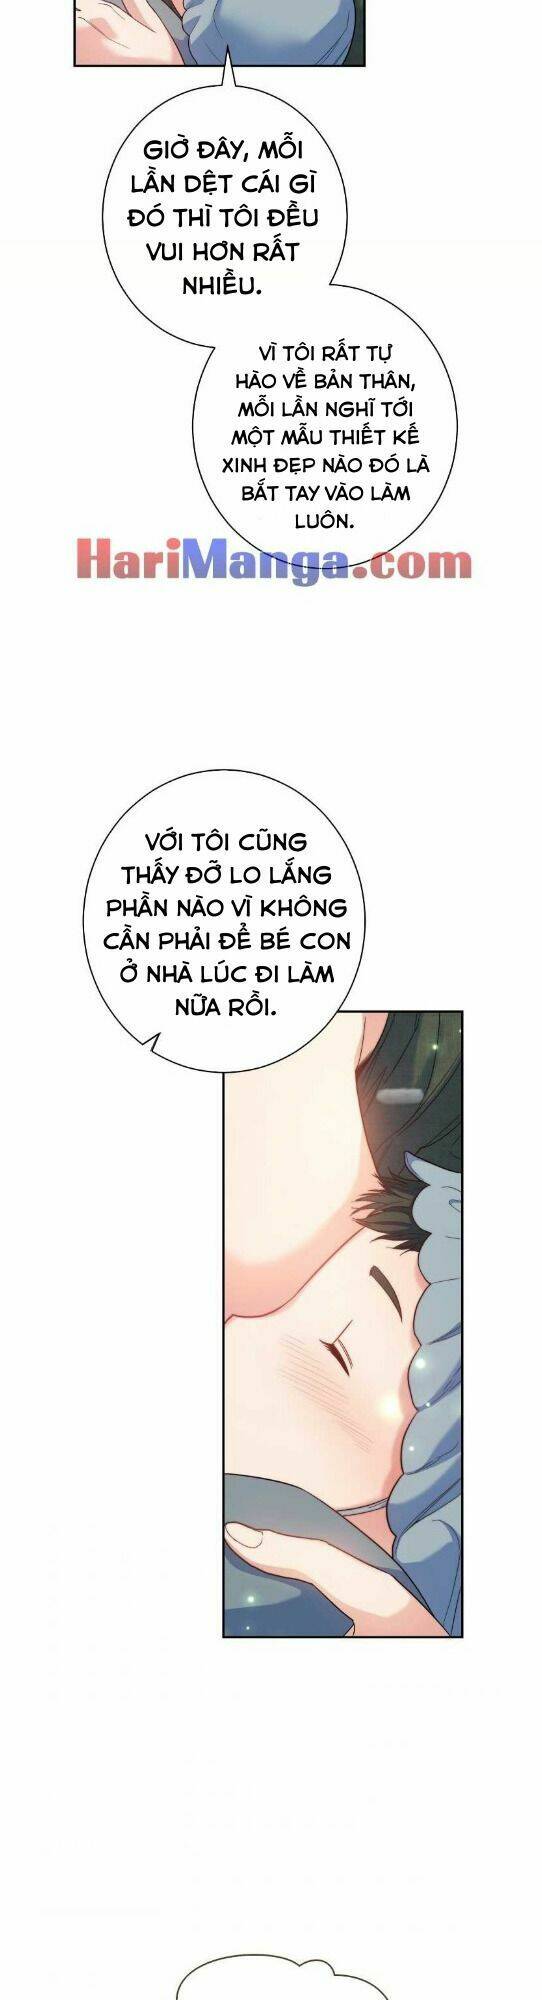 GIỜ ĐÂY, MỖI
LẦN DỆT CÁI GÌ
ĐÓ THÌ TÔI ĐỀU
VUI HƠN RẤT
NHIỀU.
VÌ TÔI RẤT TỰ
HÀO VỀ BẢN THÂN,
MỖI LẦN NGHĨ TỚI
MỘT MẪU THIẾT KẾ
XINH ĐẸP NÀO ĐÓ LÀ
BẮT TAY VÀO LÀM
LUÔN.
HariManga.com
VỚI TÔI CŨNG
THẤY ĐỠ LO LẮNG
PHẦN NÀO VÌ KHÔNG
CẦN PHẢI ĐỂ BÉ CON
Ở NHÀ LÚC ĐI LÀM
NỮA RỒI.